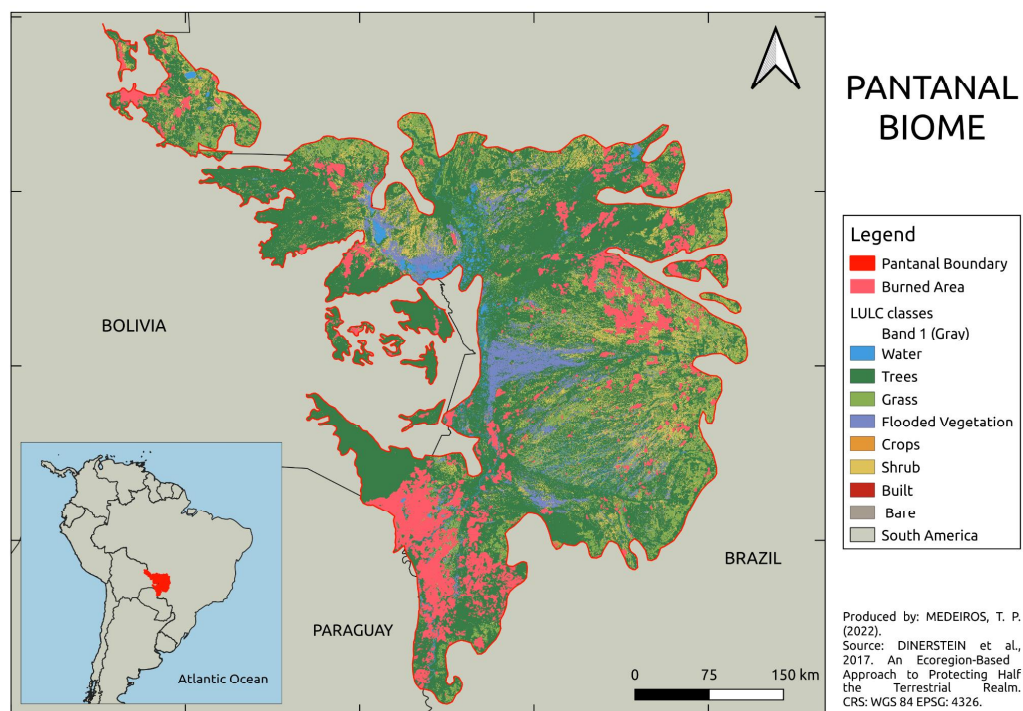 PANTANAL
BIOME
BOLIVIA
BRAZIL
PARAGUAY
Atlantic Ocean
0 75 150 km
Legend
Pantanal Boundary
Burned Area
LULC classes
Band 1 (Gray)
Water
Trees
Grass
Flooded Vegetation
Crops
Shrub
Built
Bare
South America
Produced by: MEDEIROS, T. P.
(2022).
Source: DINERSTEIN et al.,
2017. An Ecoregion-Based
Approach to Protecting Half
the Terrestrial Realm.
CRS: WGS 84 EPSG: 4326.